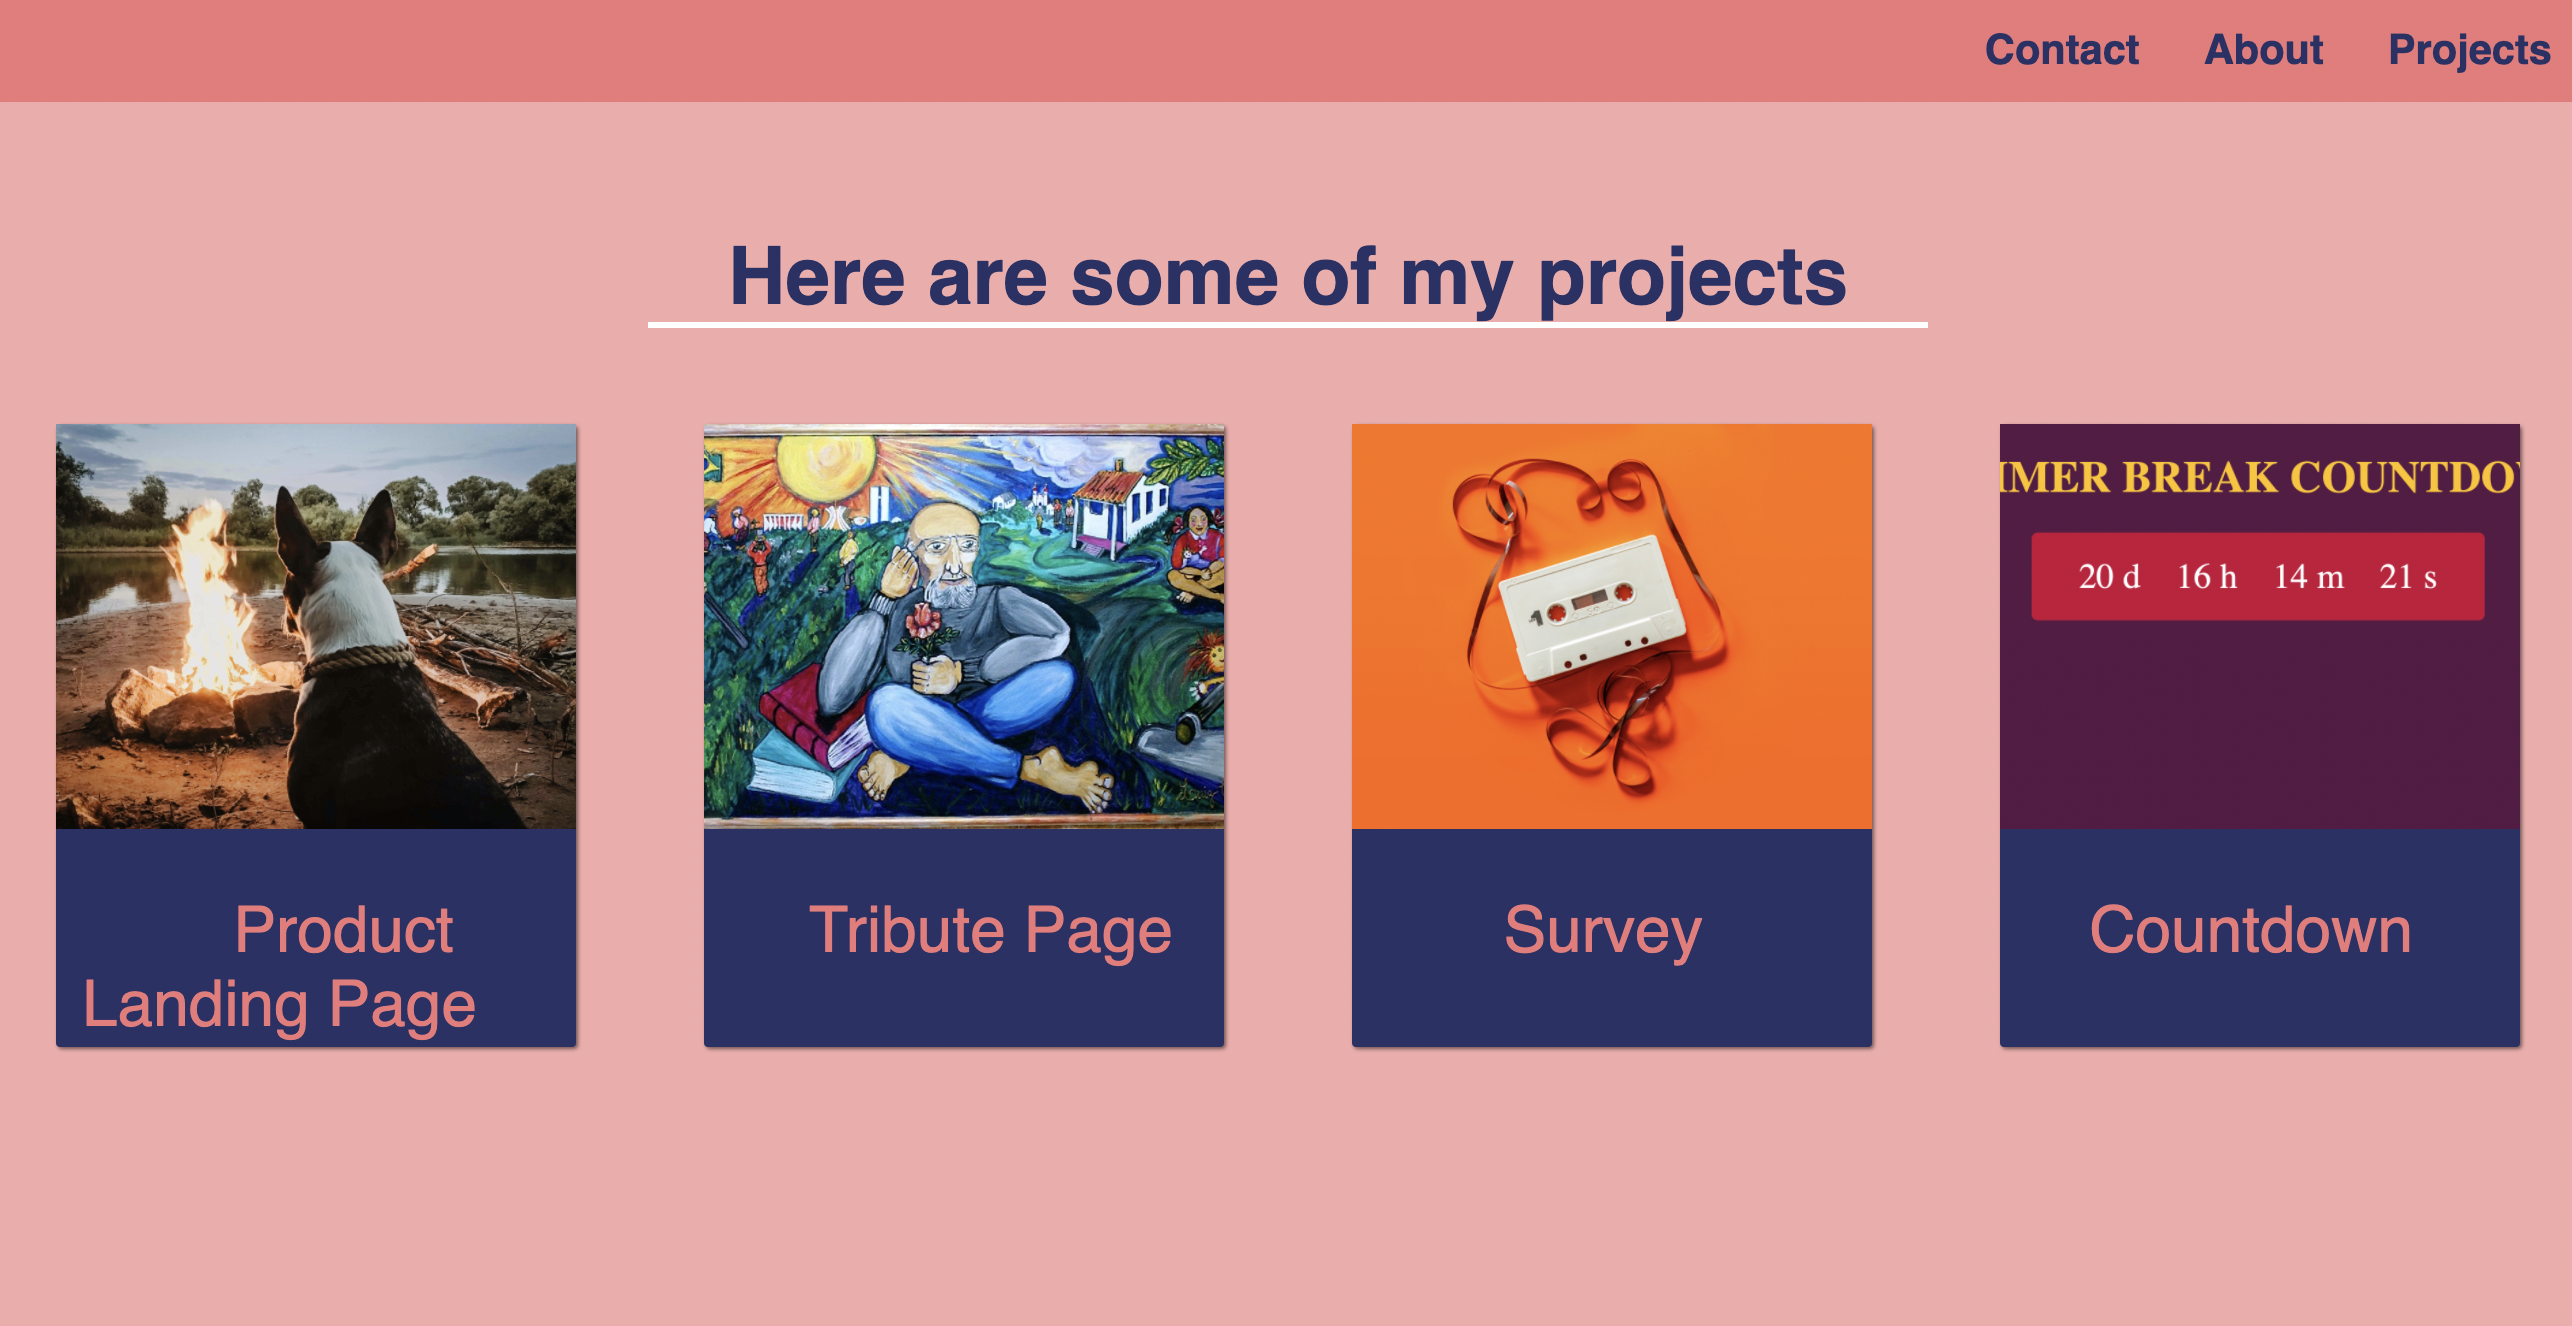 Contact About Projects
Here are some of my projects
IMER BREAK COUNTDO
20 d 16 h 14 m 21 s
Product
Landing Page
Tribute Page
Survey
Countdown